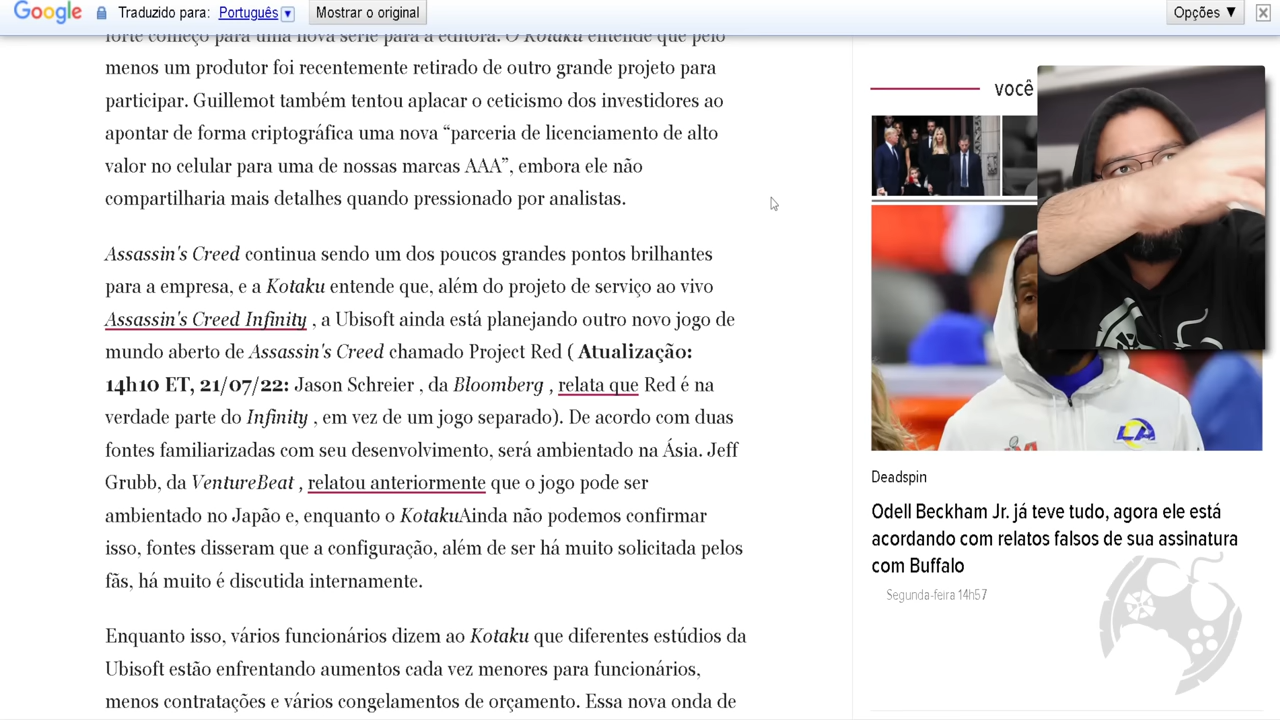 Google
Traduzido para: Português ▼
Mostrar o original
Opções ▼
forte começo para uma nova série para a editora. O Kotaku entende que pelo
menos um produtor foi recentemente retirado de outro grande projeto para
participar. Guillemot também tentou aplacar o ceticismo dos investidores ao
apontar de forma criptográfica uma nova “parceria de licenciamento de alto
valor no celular para uma de nossas marcas AAA”, embora ele não
compartilharia mais detalhes quando pressionado por analistas.
Assassin's Creed continua sendo um dos poucos grandes pontos brilhantes
para a empresa, e a Kotaku entende que, além do projeto de serviço ao vivo
Assassin's Creed Infinity , a Ubisoft ainda está planejando outro novo jogo de
mundo aberto de Assassin's Creed chamado Project Red ( Atualização:
14h10 ET, 21/07/22: Jason Schreier , da Bloomberg , relata que Red é na
verdade parte do Infinity , em vez de um jogo separado). De acordo com duas
fontes familiarizadas com seu desenvolvimento, será ambientado na Ásia. Jeff
Grubb, da VentureBeat , relatou anteriormente que o jogo pode ser
ambientado no Japão e, enquanto o KotakuAinda não podemos confirmar
isso, fontes disseram que a configuração, além de ser há muito solicitada pelos
fãs, há muito é discutida internamente.
Enquanto isso, vários funcionários dizem ao Kotaku que diferentes estúdios da
Ubisoft estão enfrentando aumentos cada vez menores para funcionários,
menos contratações e vários congelamentos de orçamento. Essa nova onda de
VOCÊ
LA
Deadspin
Odell Beckham Jr. já teve tudo, agora ele está
acordando com relatos falsos de sua assinatura
com Buffalo
Segunda-feira 14h57